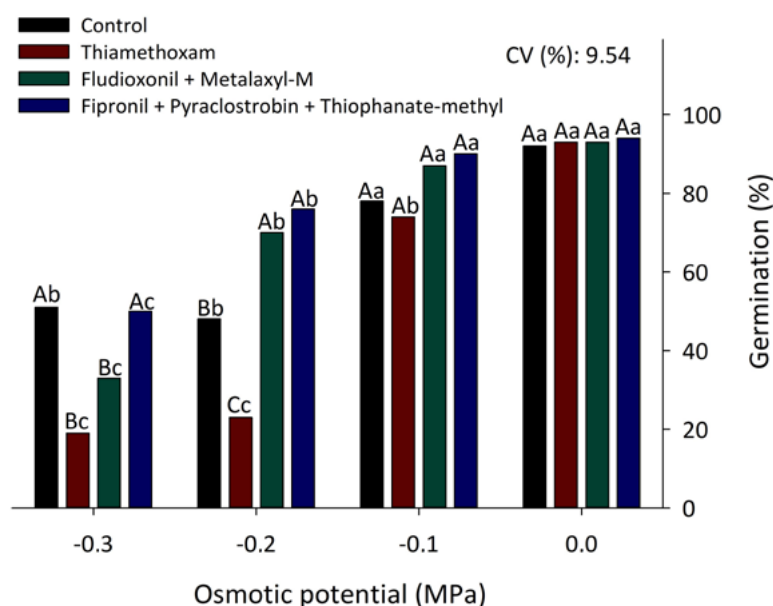 Control
Thiamethoxam
Fludioxonil + Metalaxyl-M
Fipronil + Pyraclostrobin + Thiophanate-methyl
CV (%): 9.54
Ab
Bc
Bc
Ac
Bb
Cc
Ab
Ab
Aa
Ab
Aa
Aa
Aa
Aa
Aa
Aa
100
80
60
40
20
0
Germination (%)
-0.3
-0.2
-0.1
0.0
Osmotic potential (MPa)